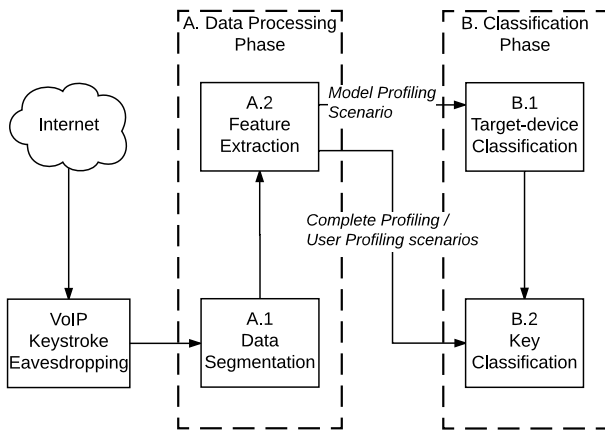 A. Data Processing
Phase
B. Classification
Phase
Internet
A.2
Feature
Extraction
Model Profiling
Scenario
B.1
Target-device
Classification
Complete Profiling /
User Profiling scenarios
VoIP
Keystroke
Eavesdropping
A.1
Data
Segmentation
B.2
Key
Classification